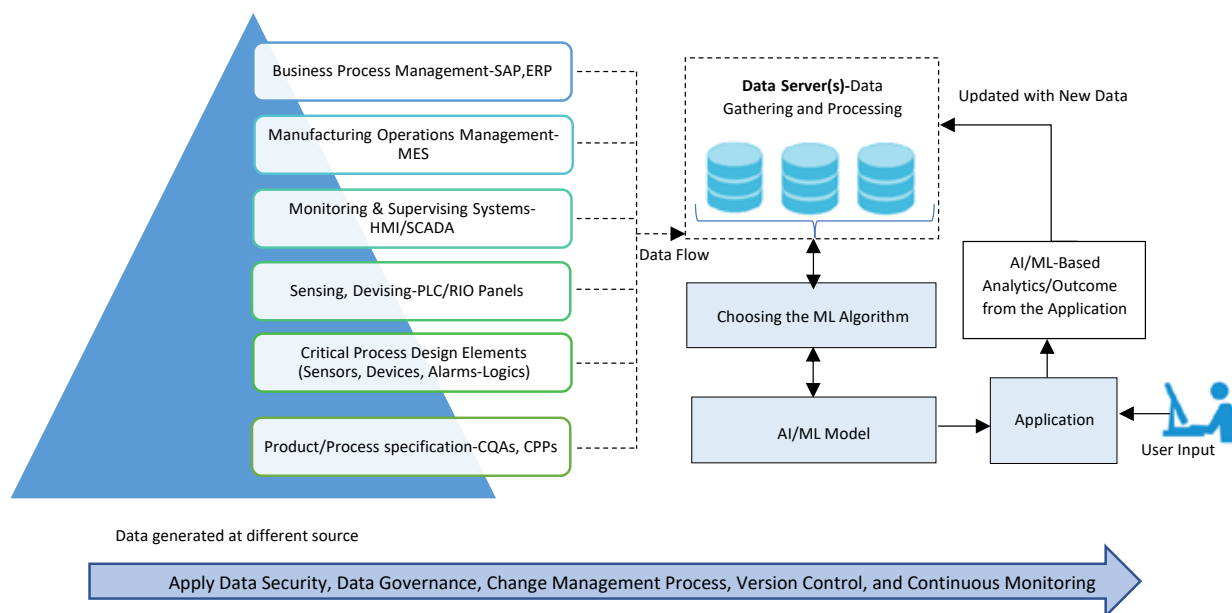 Business Process Management-SAP,ERP
Manufacturing Operations Management-
MES
Monitoring & Supervising Systems-
HMI/SCADA
Sensing, Devising-PLC/RIO Panels
Critical Process Design Elements
(Sensors, Devices, Alarms-Logics)
Product/Process specification-CQAs, CPPs
Data generated at different source
Data Flow
Data Server(s)-Data
Gathering and Processing
Choosing the ML Algorithm
AI/ML Model
Updated with New Data
AI/ML-Based
Analytics/Outcome
from the Application
Application
User Input
Apply Data Security, Data Governance, Change Management Process, Version Control, and Continuous Monitoring